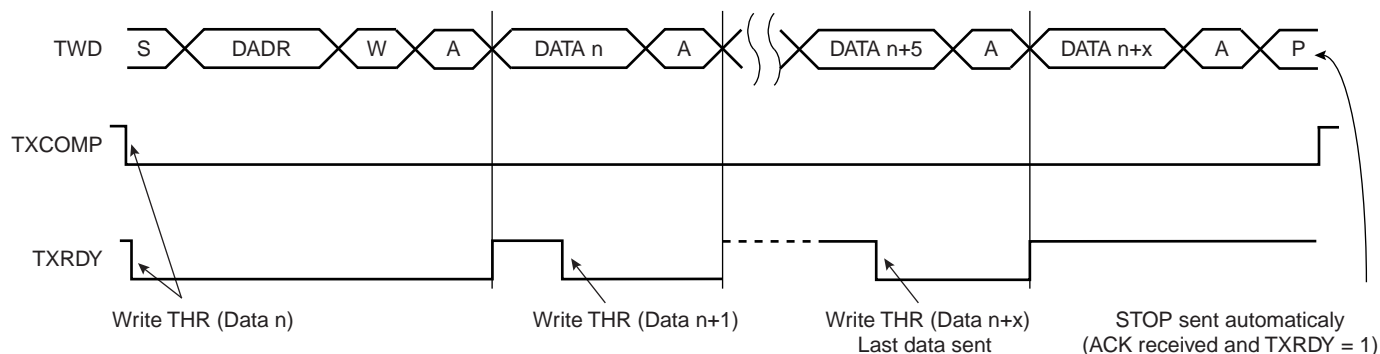 TWD S DADR W A DATA n A DATA n+5 A DATA n+x A P
TXCOMP
TXRDY
Write THR (Data n)
Write THR (Data n+1)
Write THR (Data n+x)
Last data sent
STOP sent automaticaly
(ACK received and TXRDY = 1)